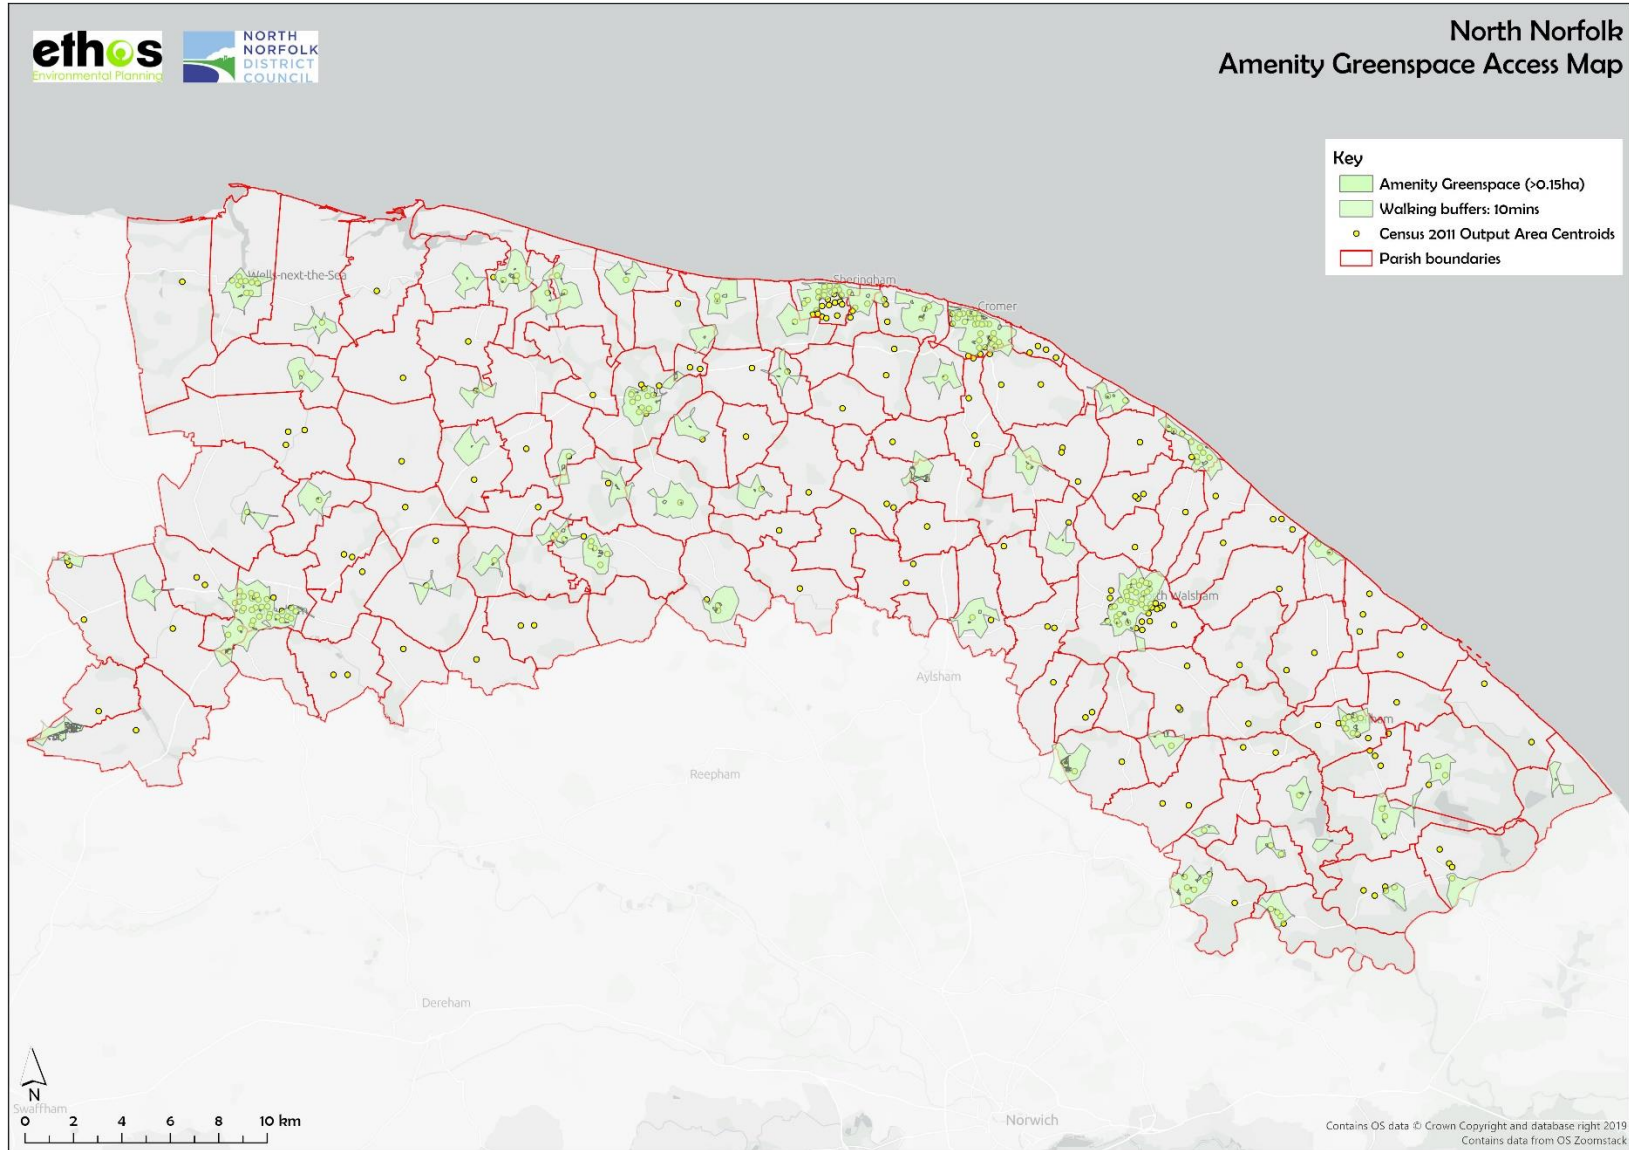 ethos
Environmental Planning
NORTH
NORFOLK
DISTRICT
COUNCIL
North Norfolk
Amenity Greenspace Access Map
Key
Amenity Greenspace (>0.15ha)
Walking buffers: 10mins
Census 2011 Output Area Centroids
Parish boundaries
Wells-next-the-Sea
Sheringham
Cromer
th Walsham
Aylsham
Reepham
Dereham
Swaffham
Norwich
N
0 2 4 6 8 10 km
Contains OS data © Crown Copyright and database right 2019
Contains data from OS Zoomstack